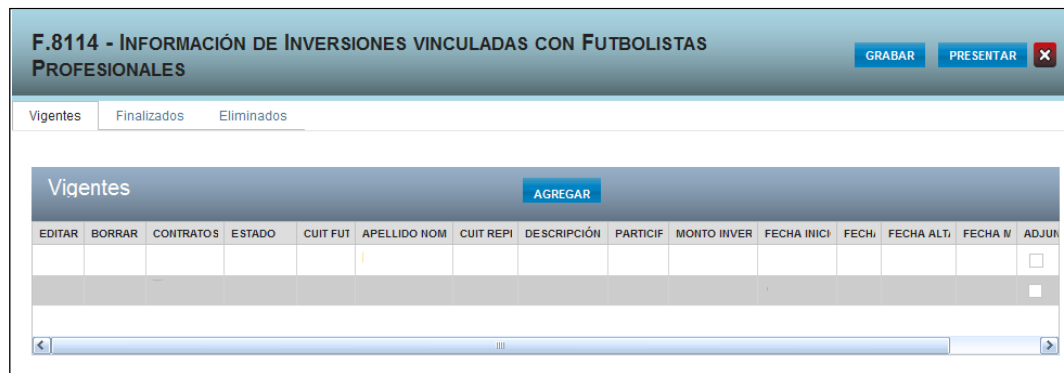 F.8114 - INFORMACIÓN DE INVERSIONES VINCULADAS CON FUTBOLISTAS
PROFESIONALES
GRABAR PRESENTAR
Vigentes Finalizados Eliminados
Vigentes AGREGAR
EDITAR BORRAR CONTRATOS ESTADO CUIT FUT APELLIDO NOM CUIT REPI DESCRIPCIÓN PARTICIF MONTO INVER FECHA INICI FECH FECHA ALT FECHA M ADJUN